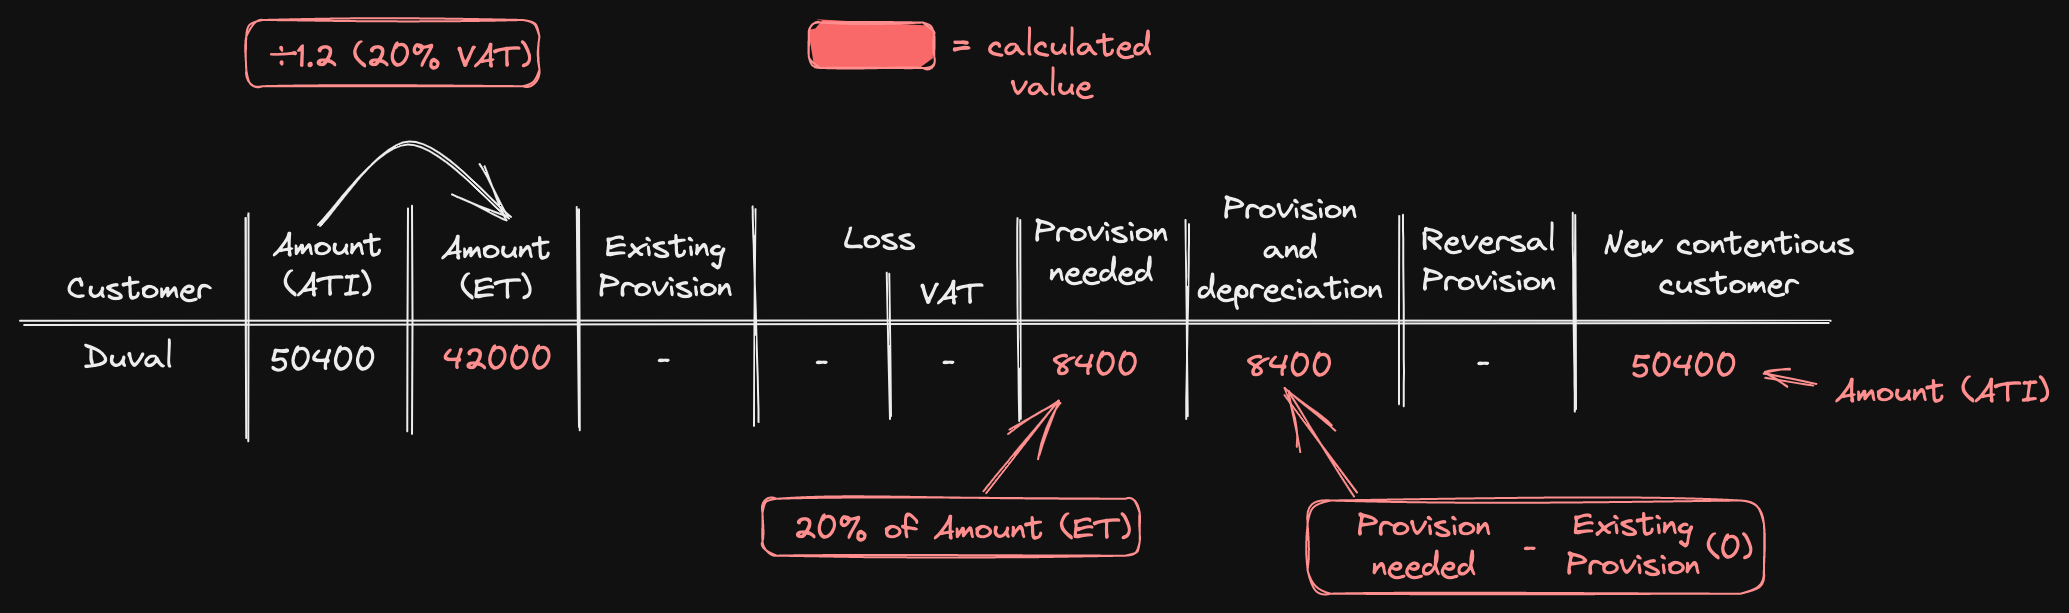 ÷1.2 (20% VAT)
= calculated
value
Customer
Amount
(ATI)
Amount
(ET)
Existing
Provision
Loss
VAT
Provision
needed
Provision
and
depreciation
Reversal
Provision
New contentious
customer
Duval 50400 42000 - - - 8400 8400 - 50400
Amount (ATI)
20% of Amount (ET)
Provision
needed
-
Existing
Provision
(0)